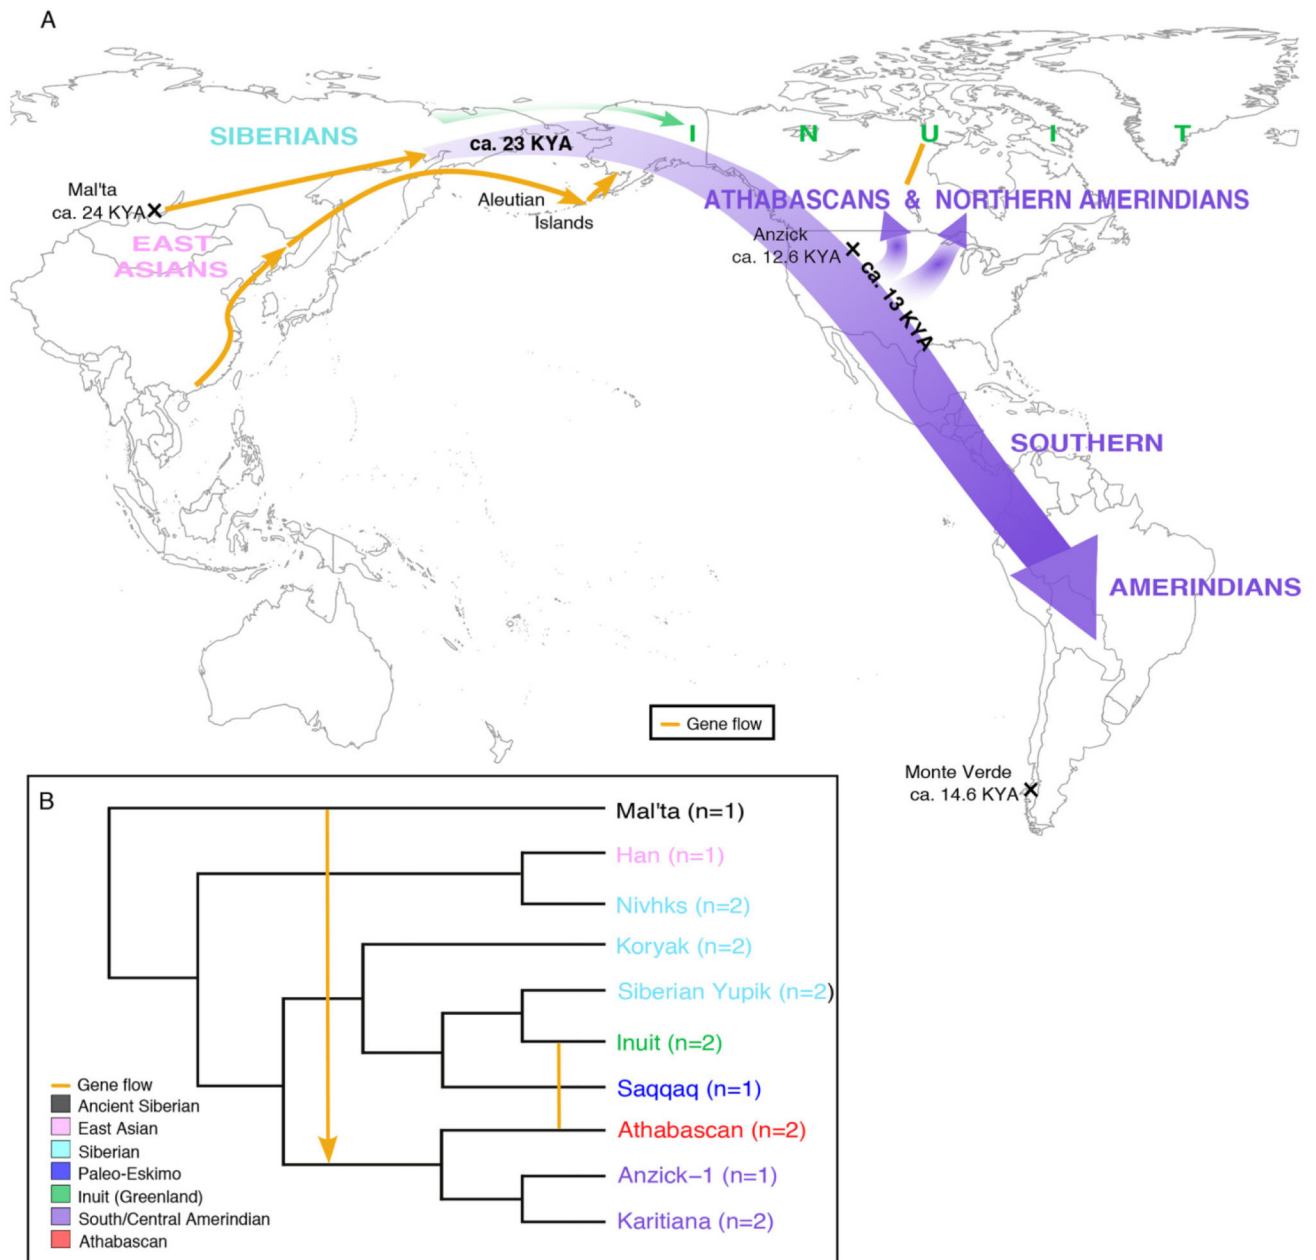 A
SIBERIANS
ca. 23 KYA
I N U I T
Mal'ta
ca. 24 KYA
Aleutian
Islands
ATHABASCANS & NORTHERN AMERINDIANS
EAST
ASIANS
Anzick
ca. 12.6 KYA
ca. 13 KYA
SOUTHERN
AMERINDIANS
Gene flow
Monte Verde
ca. 14.6 KYA
B
Mal'ta (n=1)
Han (n=1)
Nivhks (n=2)
Koryak (n=2)
Siberian Yupik (n=2)
Inuit (n=2)
Saqqaq (n=1)
Athabascan (n=2)
Anzick–1 (n=1)
Karitiana (n=2)
Gene flow
Ancient Siberian
East Asian
Siberian
Paleo-Eskimo
Inuit (Greenland)
South/Central Amerindian
Athabascan